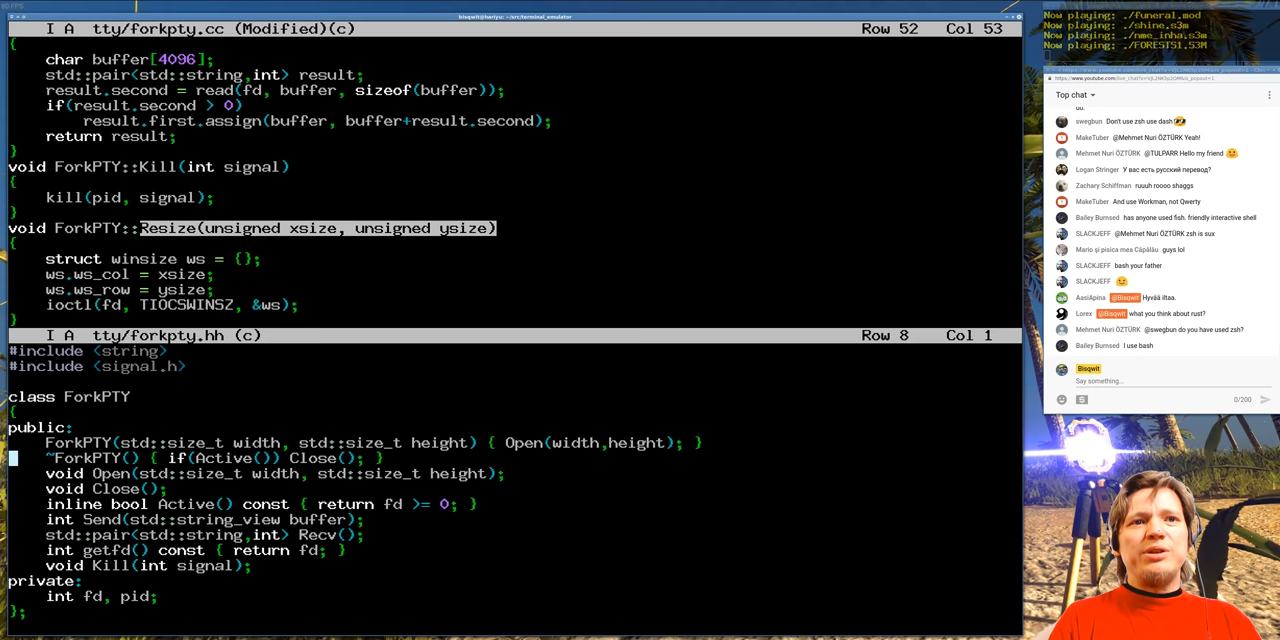 60 FPS
bisqwit@hariyu: ~/src/terminal_emulator
I A tty/forkpty.cc (Modified)(c) Row 52 Col 53
{
char buffer[4096];
std::pair<std::string,int> result;
result.second = read(fd, buffer, sizeof(buffer));
if(result.second > 0)
result.first.assign(buffer, buffer+result.second);
return result;
}
void ForkPTY::Kill(int signal)
{
kill(pid, signal);
}
void ForkPTY::Resize(unsigned xsize, unsigned ysize)
{
struct winsize ws = {};
ws.ws_col = xsize;
ws.ws_row = ysize;
ioctl(fd, TIOCSWINSZ, &ws);
}
I A tty/forkpty.hh (c) Row 8 Col 1
#include <string>
#include <signal.h>
class ForkPTY
{
public:
ForkPTY(std::size_t width, std::size_t height) { Open(width,height); }
~ForkPTY() { if(Active()) Close(); }
void Open(std::size_t width, std::size_t height);
void Close();
inline bool Active() const { return fd >= 0; }
int Send(std::string_view buffer);
std::pair<std::string,int> Recv();
int getfd() const { return fd; }
void Kill(int signal);
private:
int fd, pid;
};
Now playing: ./funeral.mod
Now playing: ./shine.s3m
Now playing: ./nme_inha.s3m
Now playing: ./FORESTS1.S3M
Top chat
du.
swegbun Don't use zsh use dash
MakeTuber @Mehmet Nuri ÖZTÜRK Yeah!
Mehmet Nuri ÖZTÜRK @TULPARR Hello my friend
Logan Stringer У вас есть русский перевод?
Zachary Schiffman ruuuh roooo shaggs
MakeTuber And use Workman, not Qwerty
Bailey Burnsed has anyone used fish. friendly interactive shell
SLACKJEFF @Mehmet Nuri ÖZTÜRK zsh is sux
Mario și pisica mea Căpălău guys lol
SLACKJEFF bash your father
SLACKJEFF
AasiApina @Bisqwit Hyvää iltaa.
Lorex @Bisqwit what you think about rust?
Mehmet Nuri ÖZTÜRK @swegbun do you have used zsh?
Bailey Burnsed I use bash
Bisqwit
Say something...
0/200